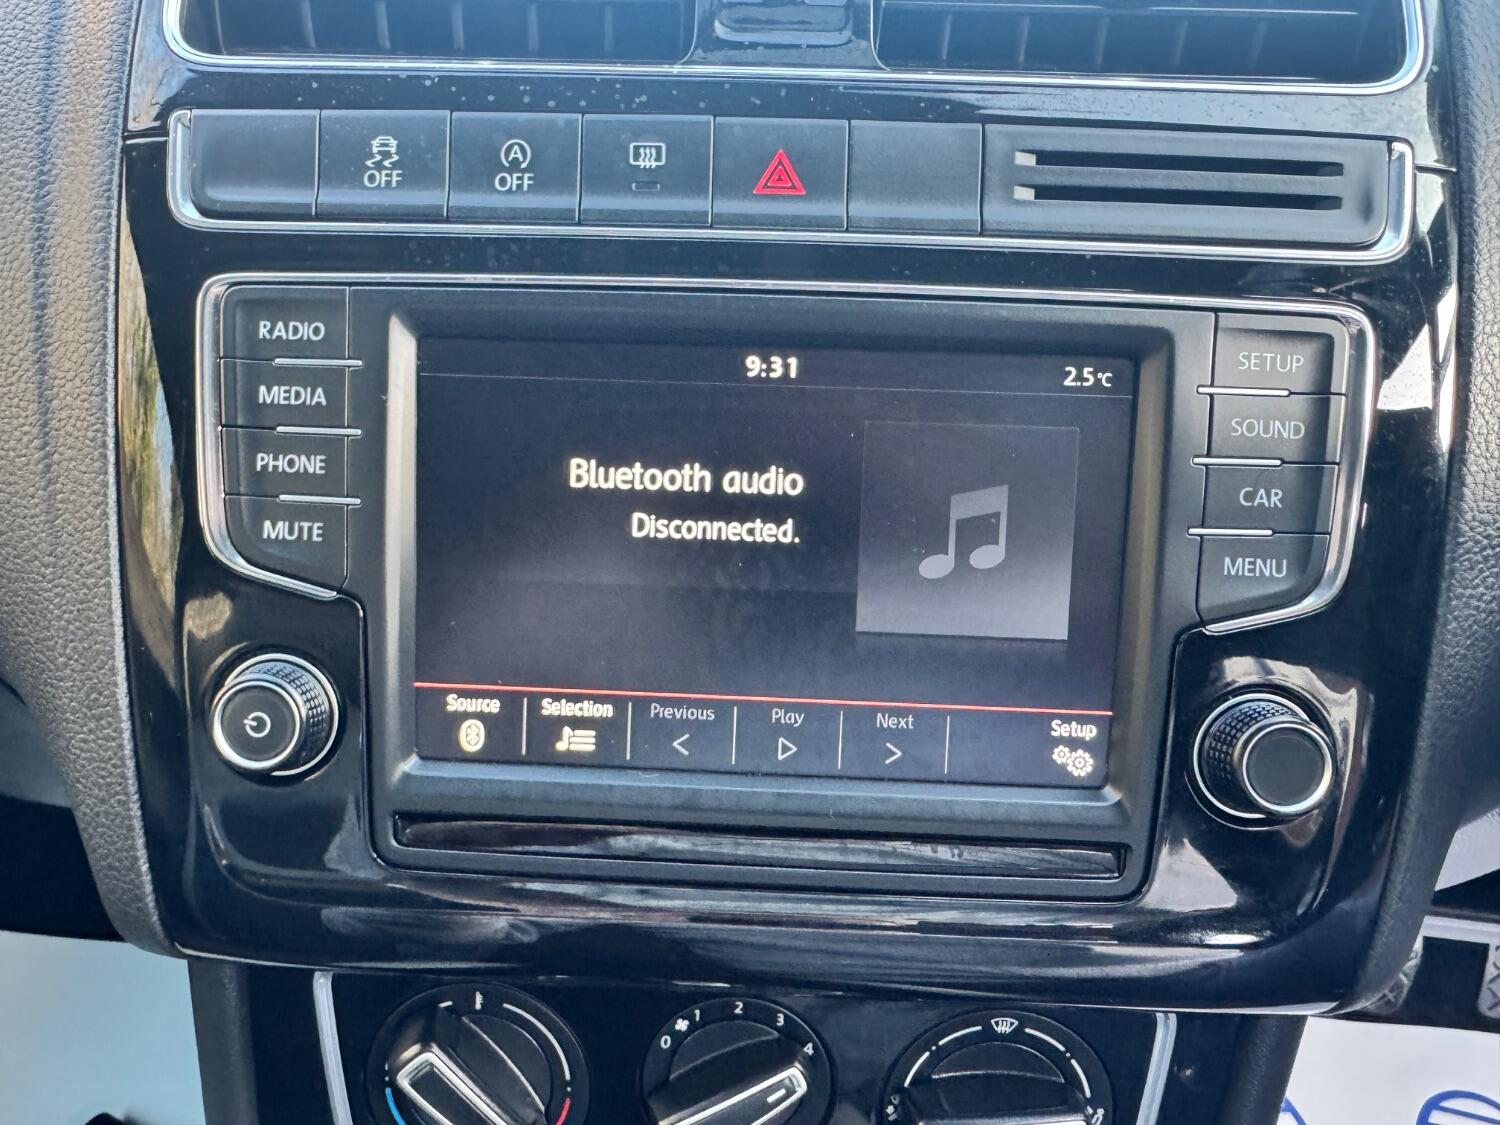 OFF
A
OFF
RADIO
MEDIA
PHONE
MUTE
9:31
2.5°C
Bluetooth audio
Disconnected.
Source
Selection
Previous
Play
Next
Setup
SETUP
SOUND
CAR
MENU
0 1 2 3 4